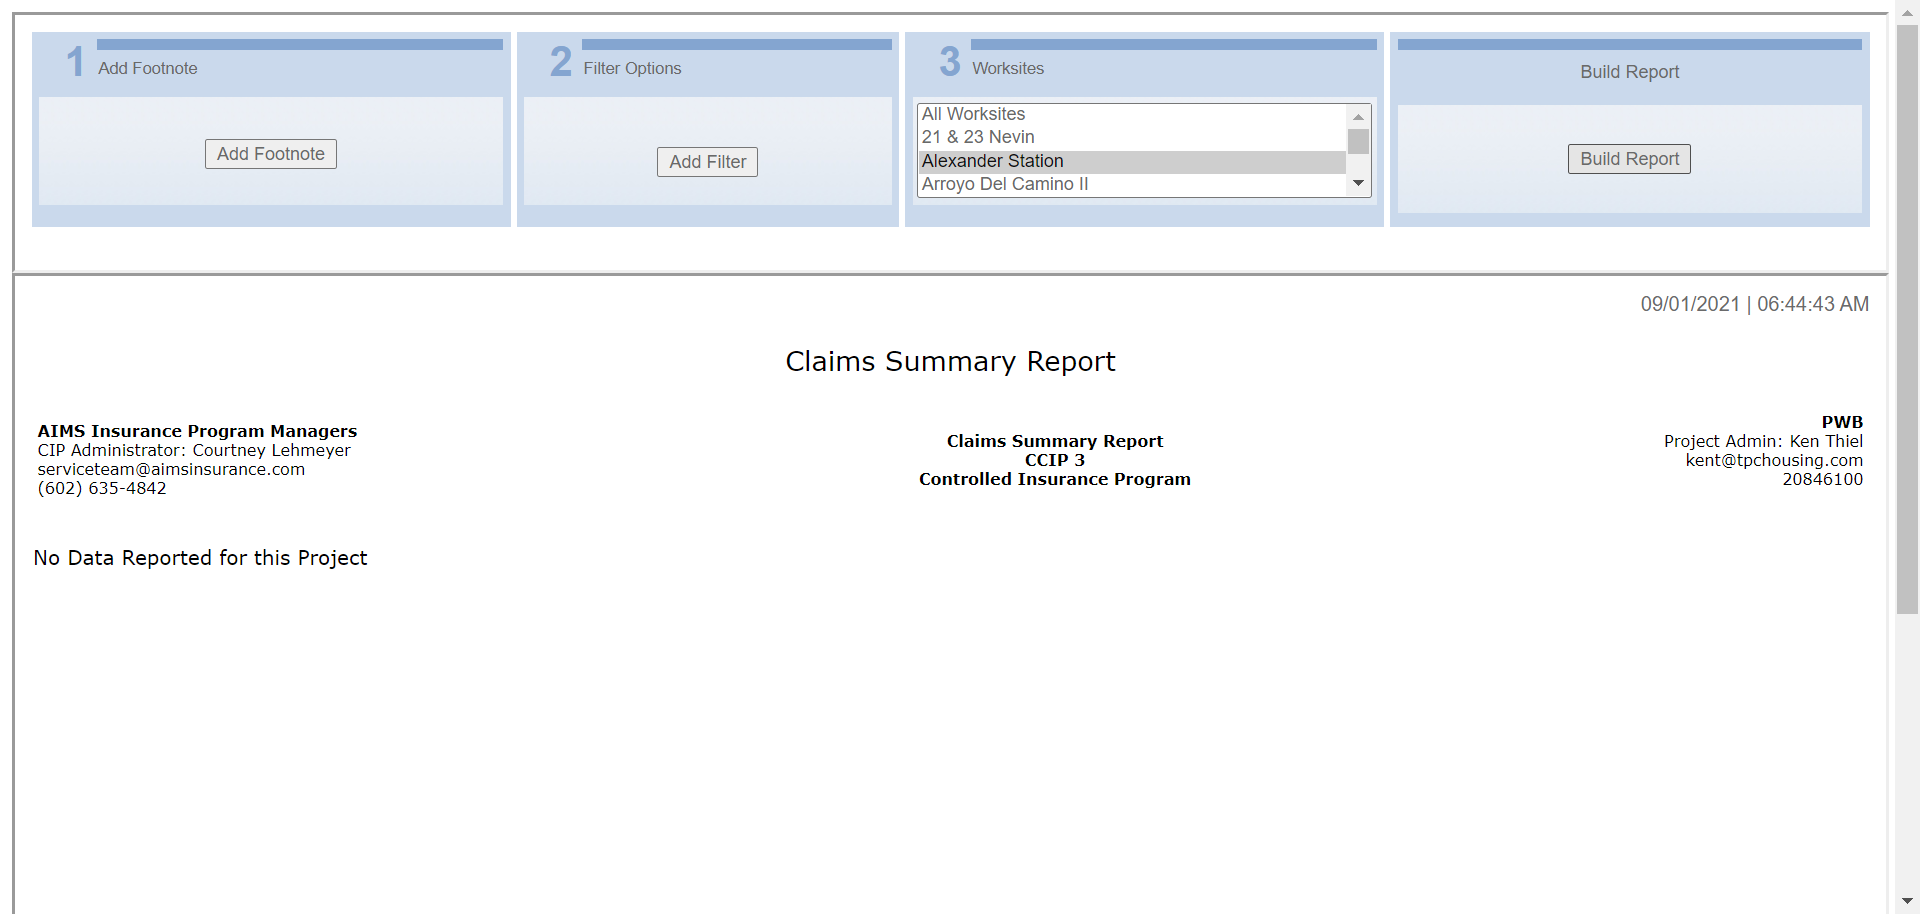 1 Add Footnote
Add Footnote
2 Filter Options
Add Filter
3 Worksites
All Worksites
21 & 23 Nevin
Alexander Station
Arroyo Del Camino II
Build Report
Build Report
09/01/2021 | 06:44:43 AM
Claims Summary Report
AIMS Insurance Program Managers
CIP Administrator: Courtney Lehmeyer
serviceteam@aimsinsurance.com
(602) 635-4842
Claims Summary Report
CCIP 3
Controlled Insurance Program
PWB
Project Admin: Ken Thiel
kent@tpchousing.com
20846100
No Data Reported for this Project